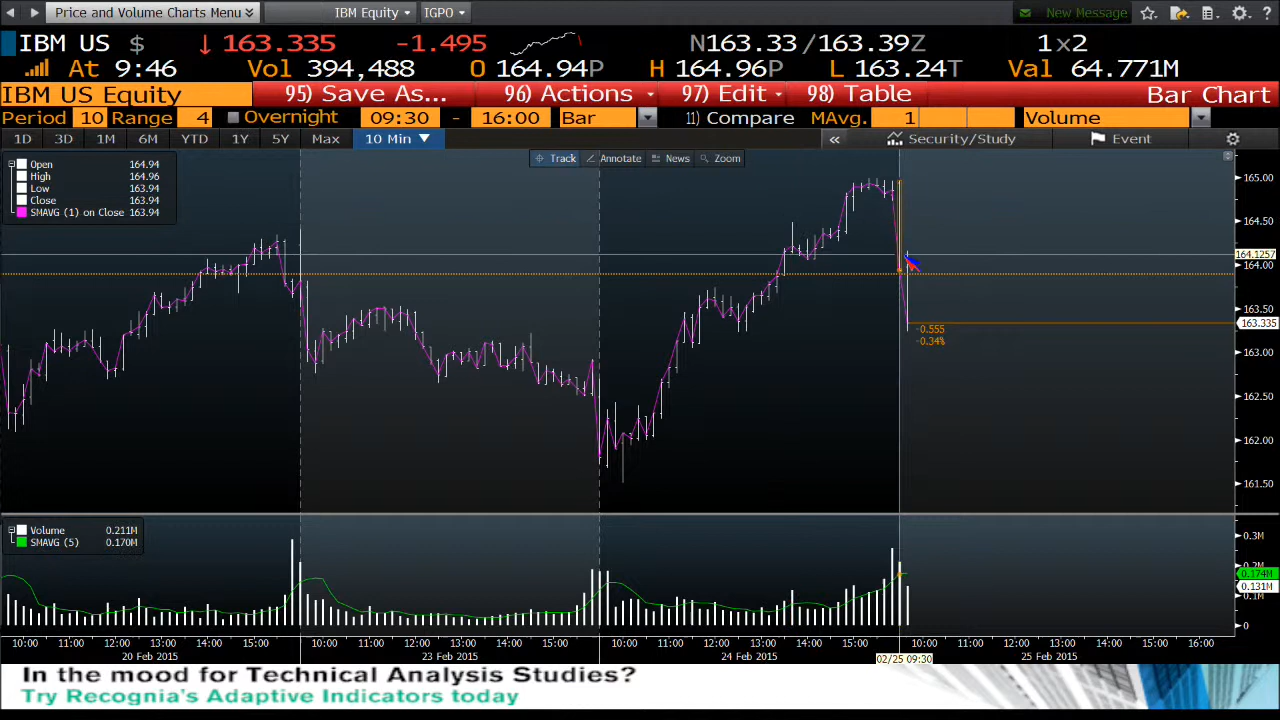 Price and Volume Charts Menu IBM Equity IGPO New Message ?
IBM US $ ↓ 163.335 -1.495 N163.33 /163.39Z 1x2
At 9:46 Vol 394,488 O 164.94P H 164.96P L 163.24T Val 64.771M
IBM US Equity 95) Save As... 96) Actions 97) Edit 98) Table Bar Chart
Period 10 Range 4 Overnight 09:30 - 16:00 Bar 11) Compare MAvg. 1 Volume
1D 3D 1M 6M YTD 1Y 5Y Max 10 Min ▼ « Security/Study Event
Track Annotate News Zoom
Open 164.94
High 164.96
Low 163.94
Close 163.94
SMAVG (1) on Close 163.94
165.00
164.50
164.1257
164.00
163.50
163.335
-0.555
-0.34%
163.00
162.50
162.00
161.50
Volume 0.211M
SMAVG (5) 0.170M
0.3M
0.2M
0.174M
0.131M
0.1M
0
10:00 11:00 12:00 13:00 14:00 15:00 10:00 11:00 12:00 13:00 14:00 15:00 10:00 11:00 12:00 13:00 14:00 15:00 10:00 11:00 12:00 13:00 14:00 15:00 16:00
20 Feb 2015 23 Feb 2015 24 Feb 2015 02/25 09:30 25 Feb 2015
In the mood for Technical Analysis Studies?
Try Recognia's Adaptive Indicators today